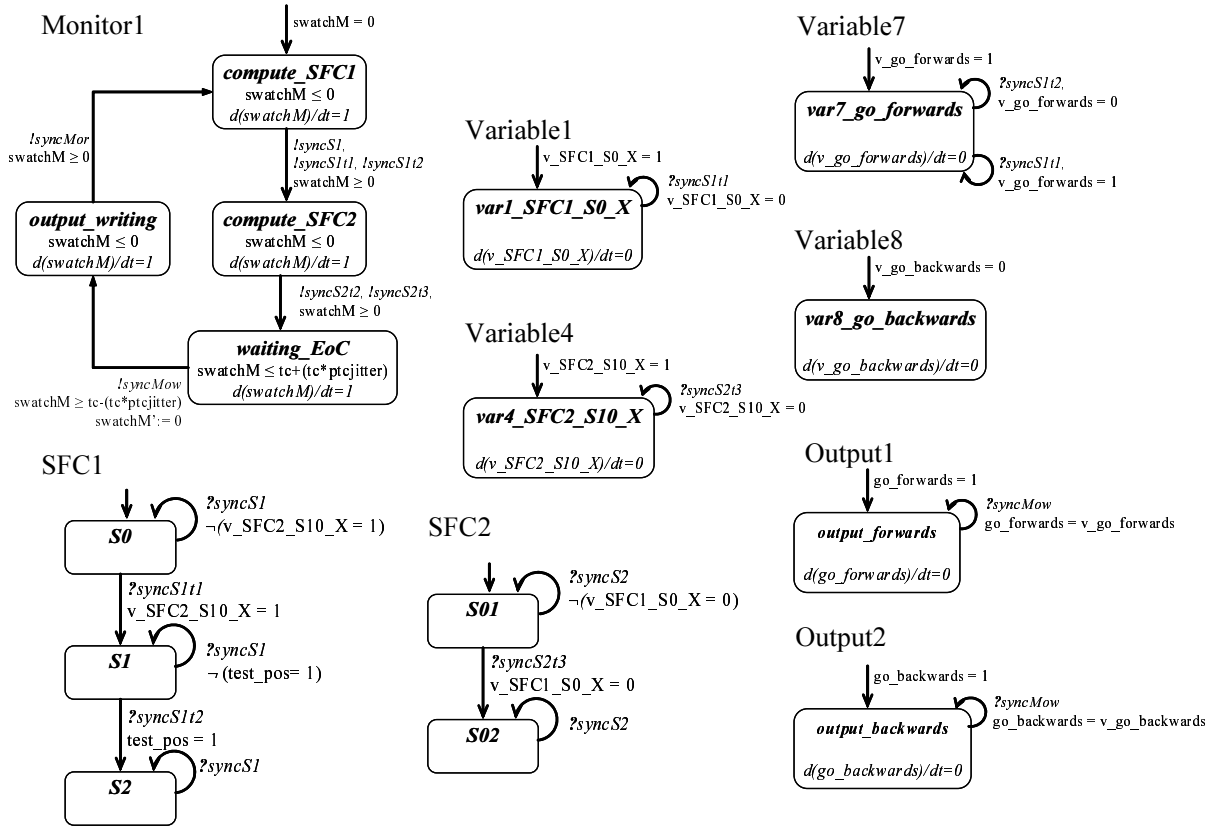 Monitor1
swatchM = 0
compute_SFC1
swatchM ≤ 0
d(swatchM)/dt=1
!syncMor
swatchM ≥ 0
!syncS1,
!syncS1t1, !syncS1t2
swatchM ≥ 0
output_writing
swatchM ≤ 0
d(swatchM)/dt=1
compute_SFC2
swatchM ≤ 0
d(swatchM)/dt=1
!syncS2t2, !syncS2t3,
swatchM ≥ 0
waiting_EoC
swatchM ≤ tc+(tc*ptcjitter)
d(swatchM)/dt=1
!syncMow
swatchM ≥ tc-(tc*ptcjitter)
swatchM':= 0
Variable1
v_SFC1_S0_X = 1
?syncS1t1
v_SFC1_S0_X = 0
var1_SFC1_S0_X
d(v_SFC1_S0_X)/dt=0
Variable4
v_SFC2_S10_X = 1
?syncS2t3
v_SFC2_S10_X = 0
var4_SFC2_S10_X
d(v_SFC2_S10_X)/dt=0
Variable7
v_go_forwards = 1
?syncS1t2,
v_go_forwards = 0
var7_go_forwards
d(v_go_forwards)/dt=0
?syncS1t1,
v_go_forwards = 1
Variable8
v_go_backwards = 0
var8_go_backwards
d(v_go_backwards)/dt=0
SFC1
?syncS1
¬(v_SFC2_S10_X = 1)
S0
?syncS1t1
v_SFC2_S10_X = 1
S1
?syncS1
¬(test_pos= 1)
?syncS1t2
test_pos = 1
?syncS1
S2
SFC2
?syncS2
¬(v_SFC1_S0_X = 0)
S01
?syncS2t3
v_SFC1_S0_X = 0
?syncS2
S02
Output1
go_forwards = 1
?syncMow
go_forwards = v_go_forwards
output_forwards
d(go_forwards)/dt=0
Output2
go_backwards = 1
?syncMow
go_backwards = v_go_backwards
output_backwards
d(go_backwards)/dt=0